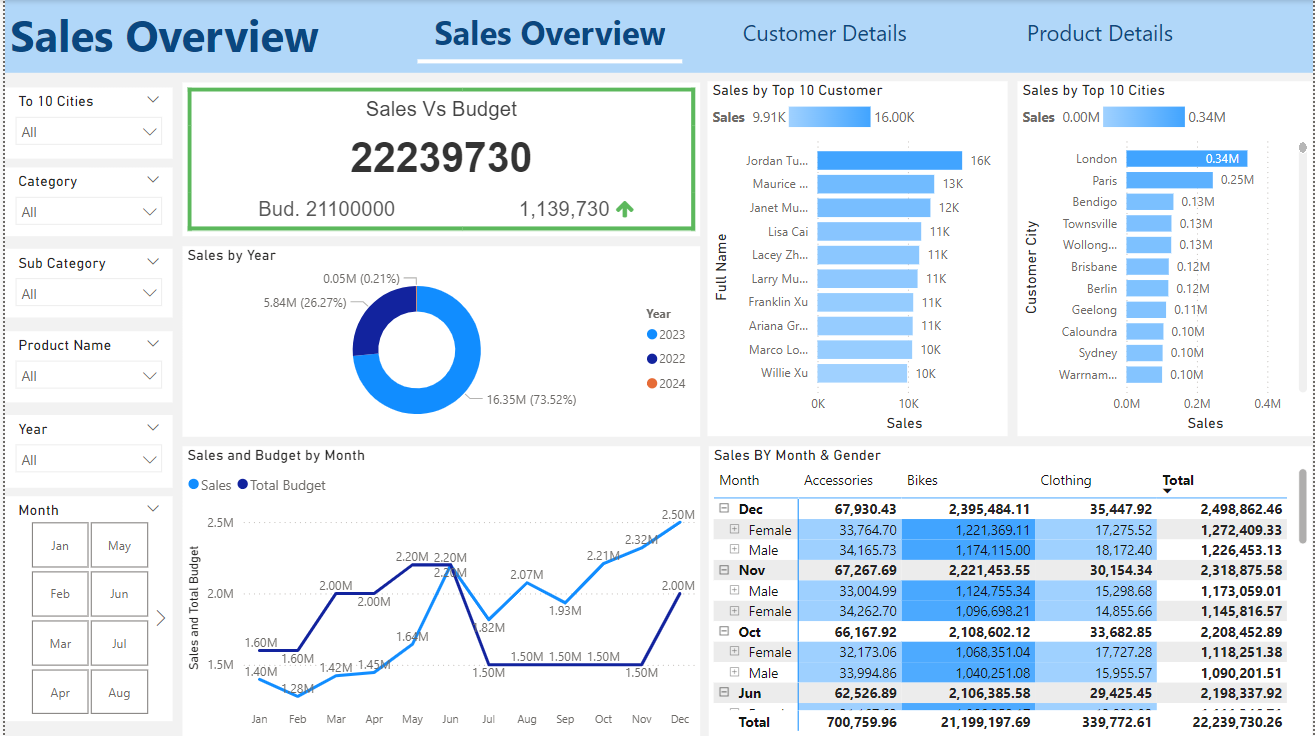 Sales Overview
Sales Overview
Customer Details
Product Details
To 10 Cities
All
Category
All
Sub Category
All
Product Name
All
Year
All
Month
Jan
May
Feb
Jun
Mar
Jul
Apr
Aug
Sales Vs Budget
22239730
Bud. 21100000
1,139,730
Sales by Year
0.05M (0.21%)
5.84M (26.27%)
16.35M (73.52%)
Year
2023
2022
2024
Sales by Top 10 Customer
Sales 9.91K 16.00K
Full Name
Jordan Tu... 16K
Maurice ... 13K
Janet Mu... 12K
Lisa Cai 11K
Lacey Zh... 11K
Larry Mu... 11K
Franklin Xu 11K
Ariana Gr... 11K
Marco Lo... 10K
Willie Xu 10K
0K 10K
Sales
Sales by Top 10 Cities
Sales 0.00M 0.34M
Customer City
London 0.34M
Paris 0.25M
Bendigo 0.13M
Townsville 0.13M
Wollong... 0.13M
Brisbane 0.12M
Berlin 0.12M
Geelong 0.11M
Caloundra 0.10M
Sydney 0.10M
Warrnam... 0.10M
0.0M 0.2M 0.4M
Sales
Sales and Budget by Month
Sales Total Budget
Sales and Total Budget
2.5M
2.0M
1.5M
1.60M 1.60M 2.00M 2.00M 2.20M 2.20M 1.50M 1.50M 1.50M 1.50M 1.50M 2.00M
1.40M 1.28M 1.42M 1.45M 1.64M 2.20M 1.82M 2.07M 1.93M 2.21M 2.32M 2.50M
Jan Feb Mar Apr May Jun Jul Aug Sep Oct Nov Dec
Sales BY Month & Gender
Month Accessories Bikes Clothing Total
Dec 67,930.43 2,395,484.11 35,447.92 2,498,862.46
Female 33,764.70 1,221,369.11 17,275.52 1,272,409.33
Male 34,165.73 1,174,115.00 18,172.40 1,226,453.13
Nov 67,267.69 2,221,453.55 30,154.34 2,318,875.58
Male 33,004.99 1,124,755.34 15,298.68 1,173,059.01
Female 34,262.70 1,096,698.21 14,855.66 1,145,816.57
Oct 66,167.92 2,108,602.12 33,682.85 2,208,452.89
Female 32,173.06 1,068,351.04 17,727.28 1,118,251.38
Male 33,994.86 1,040,251.08 15,955.57 1,090,201.51
Jun 62,526.89 2,106,385.58 29,425.45 2,198,337.92
Total 700,759.96 21,199,197.69 339,772.61 22,239,730.26